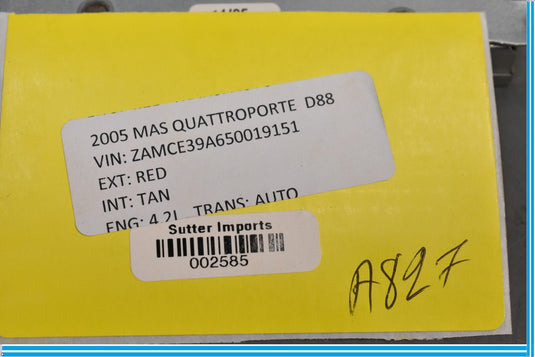 2005 MAS QUATTROPORTE D88
VIN: ZAMCE39A650019151
EXT: RED
INT: TAN
ENG: 4.2L TRANS: AUTO
Sutter Imports
002585
A827